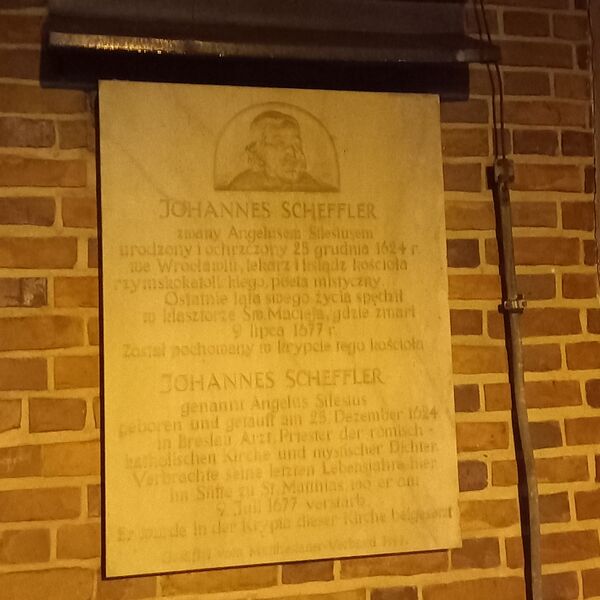 JOHANNES SCHEFFLER
zwany Angelusem Silesiusem
urodzony i ochrzczony 25 grudnia 1624 r.
we Wrocławiu, lekarz i ksiądz kościoła
rzymskokatolickiego, poeta mistyczny.
Ostatnie lata swego życia spędził
w klasztorze Św. Macieja, gdzie zmarł
9 lipca 1677 r.
Został pochowany w krypcie tego kościoła
JOHANNES SCHEFFLER
genannt Angelus Silesius
geboren und getauft am 25. Dezember 1624
in Breslau Arzt, Priester der römisch-
katholischen Kirche und mystischer Dichter.
Verbrachte seine letzten Lebensjahre hier
im Stifte zu St. Matthias, wo er am
9. Juli 1677 verstarb.
Er wurde in der Krypta dieser Kirche beigesetzt
Gestiftet vom